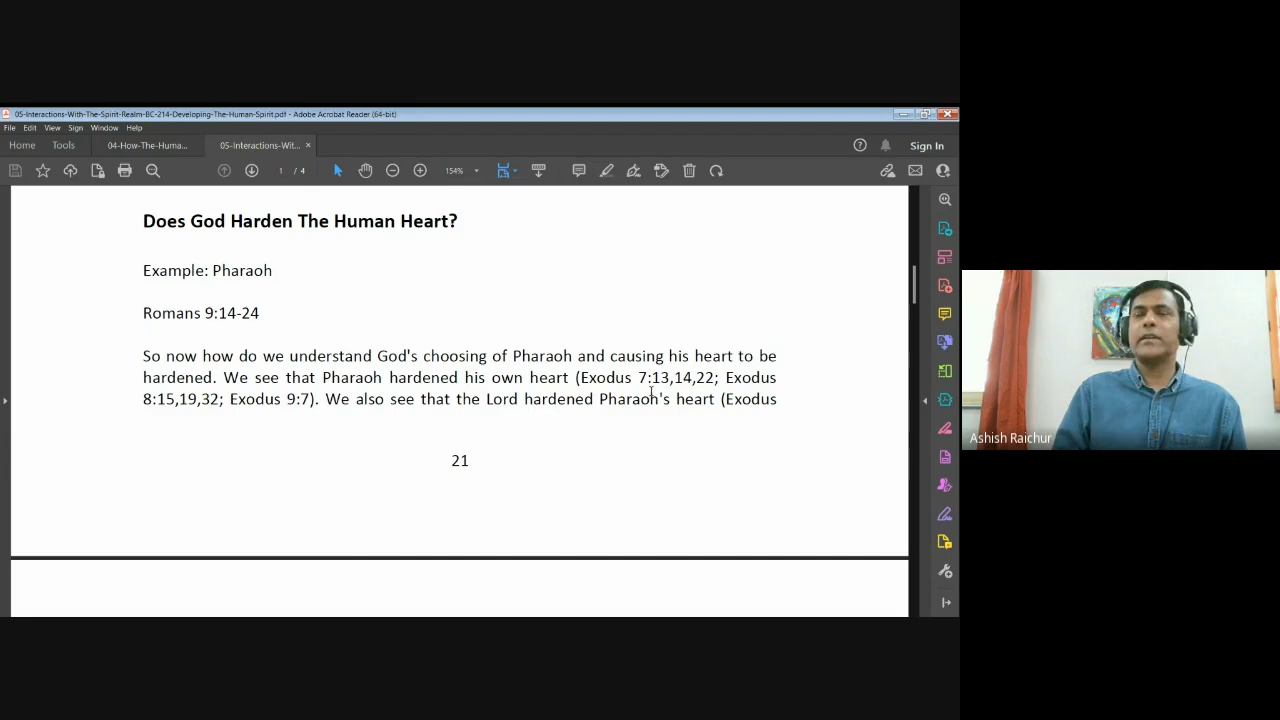 05-Interactions-With-The-Spirit-Realm-BC-214-Developing-The-Human-Spirit.pdf - Adobe Acrobat Reader (64-bit)
File Edit View Sign Window Help
Home Tools 04-How-The-Huma... 05-Interactions-Wit... × Sign In
1 / 4 154%
Does God Harden The Human Heart?
Example: Pharaoh
Romans 9:14-24
So now how do we understand God's choosing of Pharaoh and causing his heart to be
hardened. We see that Pharaoh hardened his own heart (Exodus 7:13,14,22; Exodus
8:15,19,32; Exodus 9:7). We also see that the Lord hardened Pharaoh's heart (Exodus
21
Ashish Raichur